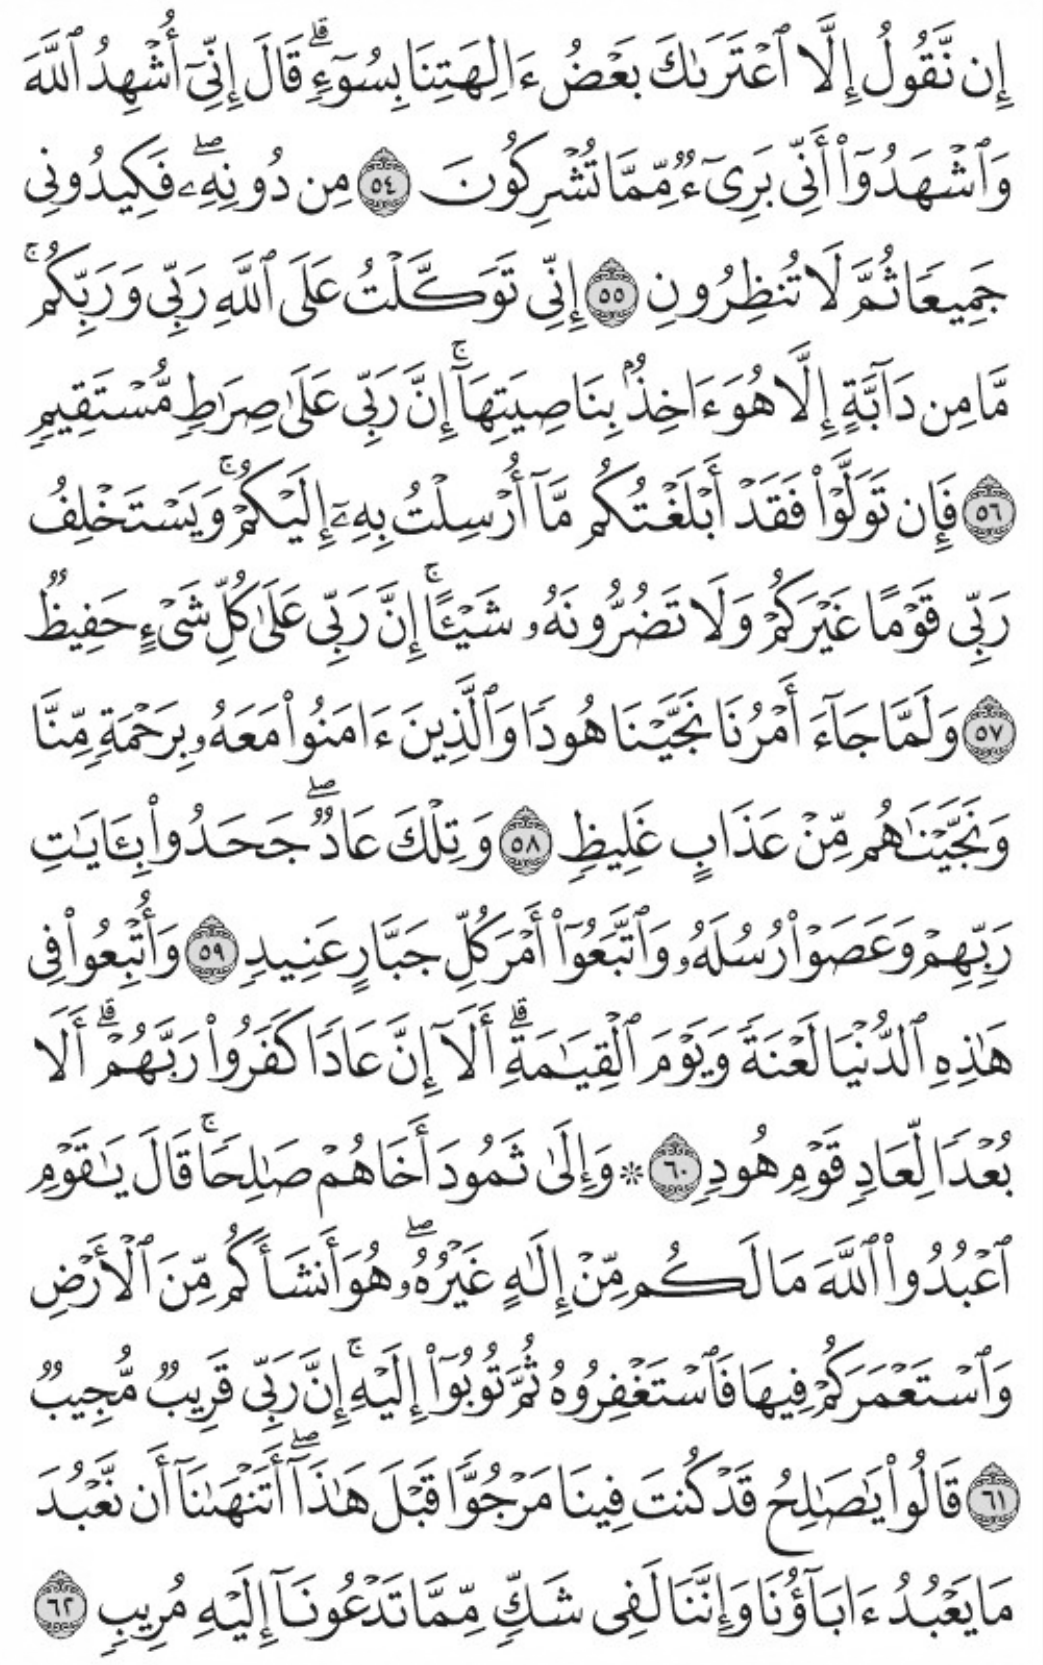 إِن نَّقُولُ إِلَّا ٱعۡتَرَىٰكَ بَعۡضُ ءَالِهَتِنَا بِسُوٓءٖۗ قَالَ إِنِّيٓ أُشۡهِدُ ٱللَّهَ
وَٱشۡهَدُوٓاْ أَنِّي بَرِيٓءٞ مِّمَّا تُشۡرِكُونَ ٥٤ مِن دُونِهِۦۖ فَكِيدُونِي
جَمِيعٗا ثُمَّ لَا تُنظِرُونِ ٥٥ إِنِّي تَوَكَّلۡتُ عَلَى ٱللَّهِ رَبِّي وَرَبِّكُمۚ
مَّا مِن دَآبَّةٍ إِلَّا هُوَ ءَاخِذُۢ بِنَاصِيَتِهَآۚ إِنَّ رَبِّي عَلَىٰ صِرَٰطٖ مُّسۡتَقِيمٖ
٥٦ فَإِن تَوَلَّوۡاْ فَقَدۡ أَبۡلَغۡتُكُم مَّآ أُرۡسِلۡتُ بِهِۦٓ إِلَيۡكُمۡۚ وَيَسۡتَخۡلِفُ
رَبِّي قَوۡمًا غَيۡرَكُمۡ وَلَا تَضُرُّونَهُۥ شَيۡـًٔاۚ إِنَّ رَبِّي عَلَىٰ كُلِّ شَيۡءٍ حَفِيظٞ
٥٧ وَلَمَّا جَآءَ أَمۡرُنَا نَجَّيۡنَا هُودٗا وَٱلَّذِينَ ءَامَنُواْ مَعَهُۥ بِرَحۡمَةٖ مِّنَّا
وَنَجَّيۡنَٰهُم مِّنۡ عَذَابٍ غَلِيظٖ ٥٨ وَتِلۡكَ عَادٞۖ جَحَدُواْ بِـَٔايَٰتِ
رَبِّهِمۡ وَعَصَوۡاْ رُسُلَهُۥ وَٱتَّبَعُوٓاْ أَمۡرَ كُلِّ جَبَّارٍ عَنِيدٖ ٥٩ وَأُتۡبِعُواْ فِي
هَٰذِهِ ٱلدُّنۡيَا لَعۡنَةٗ وَيَوۡمَ ٱلۡقِيَٰمَةِۗ أَلَآ إِنَّ عَادٗا كَفَرُواْ رَبَّهُمۡۗ أَلَا
بُعۡدٗا لِّعَادٖ قَوۡمِ هُودٖ ٦٠ ۞ وَإِلَىٰ ثَمُودَ أَخَاهُمۡ صَٰلِحٗاۚ قَالَ يَٰقَوۡمِ
ٱعۡبُدُواْ ٱللَّهَ مَا لَكُم مِّنۡ إِلَٰهٍ غَيۡرُهُۥۖ هُوَ أَنشَأَكُم مِّنَ ٱلۡأَرۡضِ
وَٱسۡتَعۡمَرَكُمۡ فِيهَا فَٱسۡتَغۡفِرُوهُ ثُمَّ تُوبُوٓاْ إِلَيۡهِۚ إِنَّ رَبِّي قَرِيبٞ مُّجِيبٞ
٦١ قَالُواْ يَٰصَٰلِحُ قَدۡ كُنتَ فِينَا مَرۡجُوّٗا قَبۡلَ هَٰذَآۖ أَتَنۡهَىٰنَآ أَن نَّعۡبُدَ
مَا يَعۡبُدُ ءَابَآؤُنَا وَإِنَّنَا لَفِي شَكّٖ مِّمَّا تَدۡعُونَآ إِلَيۡهِ مُرِيبٖ ٦٢